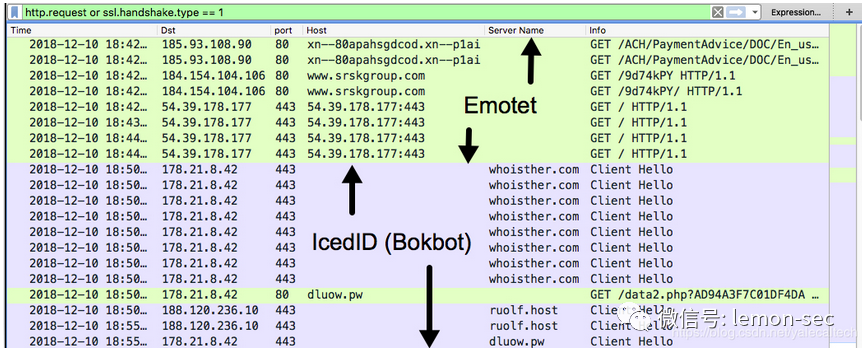 http.request or ssl.handshake.type == 1 Expression... +
Time Dst port Host Server Name Info
2018-12-10 18:42… 185.93.108.90 80 xn--80apahsgdcod.xn--p1ai GET /ACH/PaymentAdvice/DOC/En_us…
2018-12-10 18:42… 185.93.108.90 80 xn--80apahsgdcod.xn--p1ai GET /ACH/PaymentAdvice/DOC/En_us…
2018-12-10 18:42… 184.154.104.106 80 www.srskgroup.com GET /9d74kPY HTTP/1.1
2018-12-10 18:42… 184.154.104.106 80 www.srskgroup.com GET /9d74kPY/ HTTP/1.1
2018-12-10 18:42… 54.39.178.177 443 54.39.178.177:443 GET / HTTP/1.1
2018-12-10 18:43… 54.39.178.177 443 54.39.178.177:443 GET / HTTP/1.1
2018-12-10 18:44… 54.39.178.177 443 54.39.178.177:443 GET / HTTP/1.1
2018-12-10 18:44… 54.39.178.177 443 54.39.178.177:443 GET / HTTP/1.1
Emotet
2018-12-10 18:50… 178.21.8.42 443 whoisther.com Client Hello
2018-12-10 18:50… 178.21.8.42 443 whoisther.com Client Hello
2018-12-10 18:50… 178.21.8.42 443 whoisther.com Client Hello
2018-12-10 18:50… 178.21.8.42 443 whoisther.com Client Hello
2018-12-10 18:50… 178.21.8.42 443 whoisther.com Client Hello
2018-12-10 18:50… 178.21.8.42 443 whoisther.com Client Hello
2018-12-10 18:50… 178.21.8.42 443 whoisther.com Client Hello
2018-12-10 18:50… 178.21.8.42 443 whoisther.com Client Hello
IcedID (Bokbot)
2018-12-10 18:50… 178.21.8.42 80 dluow.pw GET /data2.php?AD94A3F7C01DF4DA …
2018-12-10 18:50… 188.120.236.10 443 ruolf.host Client Hello
2018-12-10 18:55… 188.120.236.10 443 ruolf.host Client Hello
2018-12-10 18:55… 178.21.8.42 443 dluow.pw Client Hello
微信号: lemon-sec